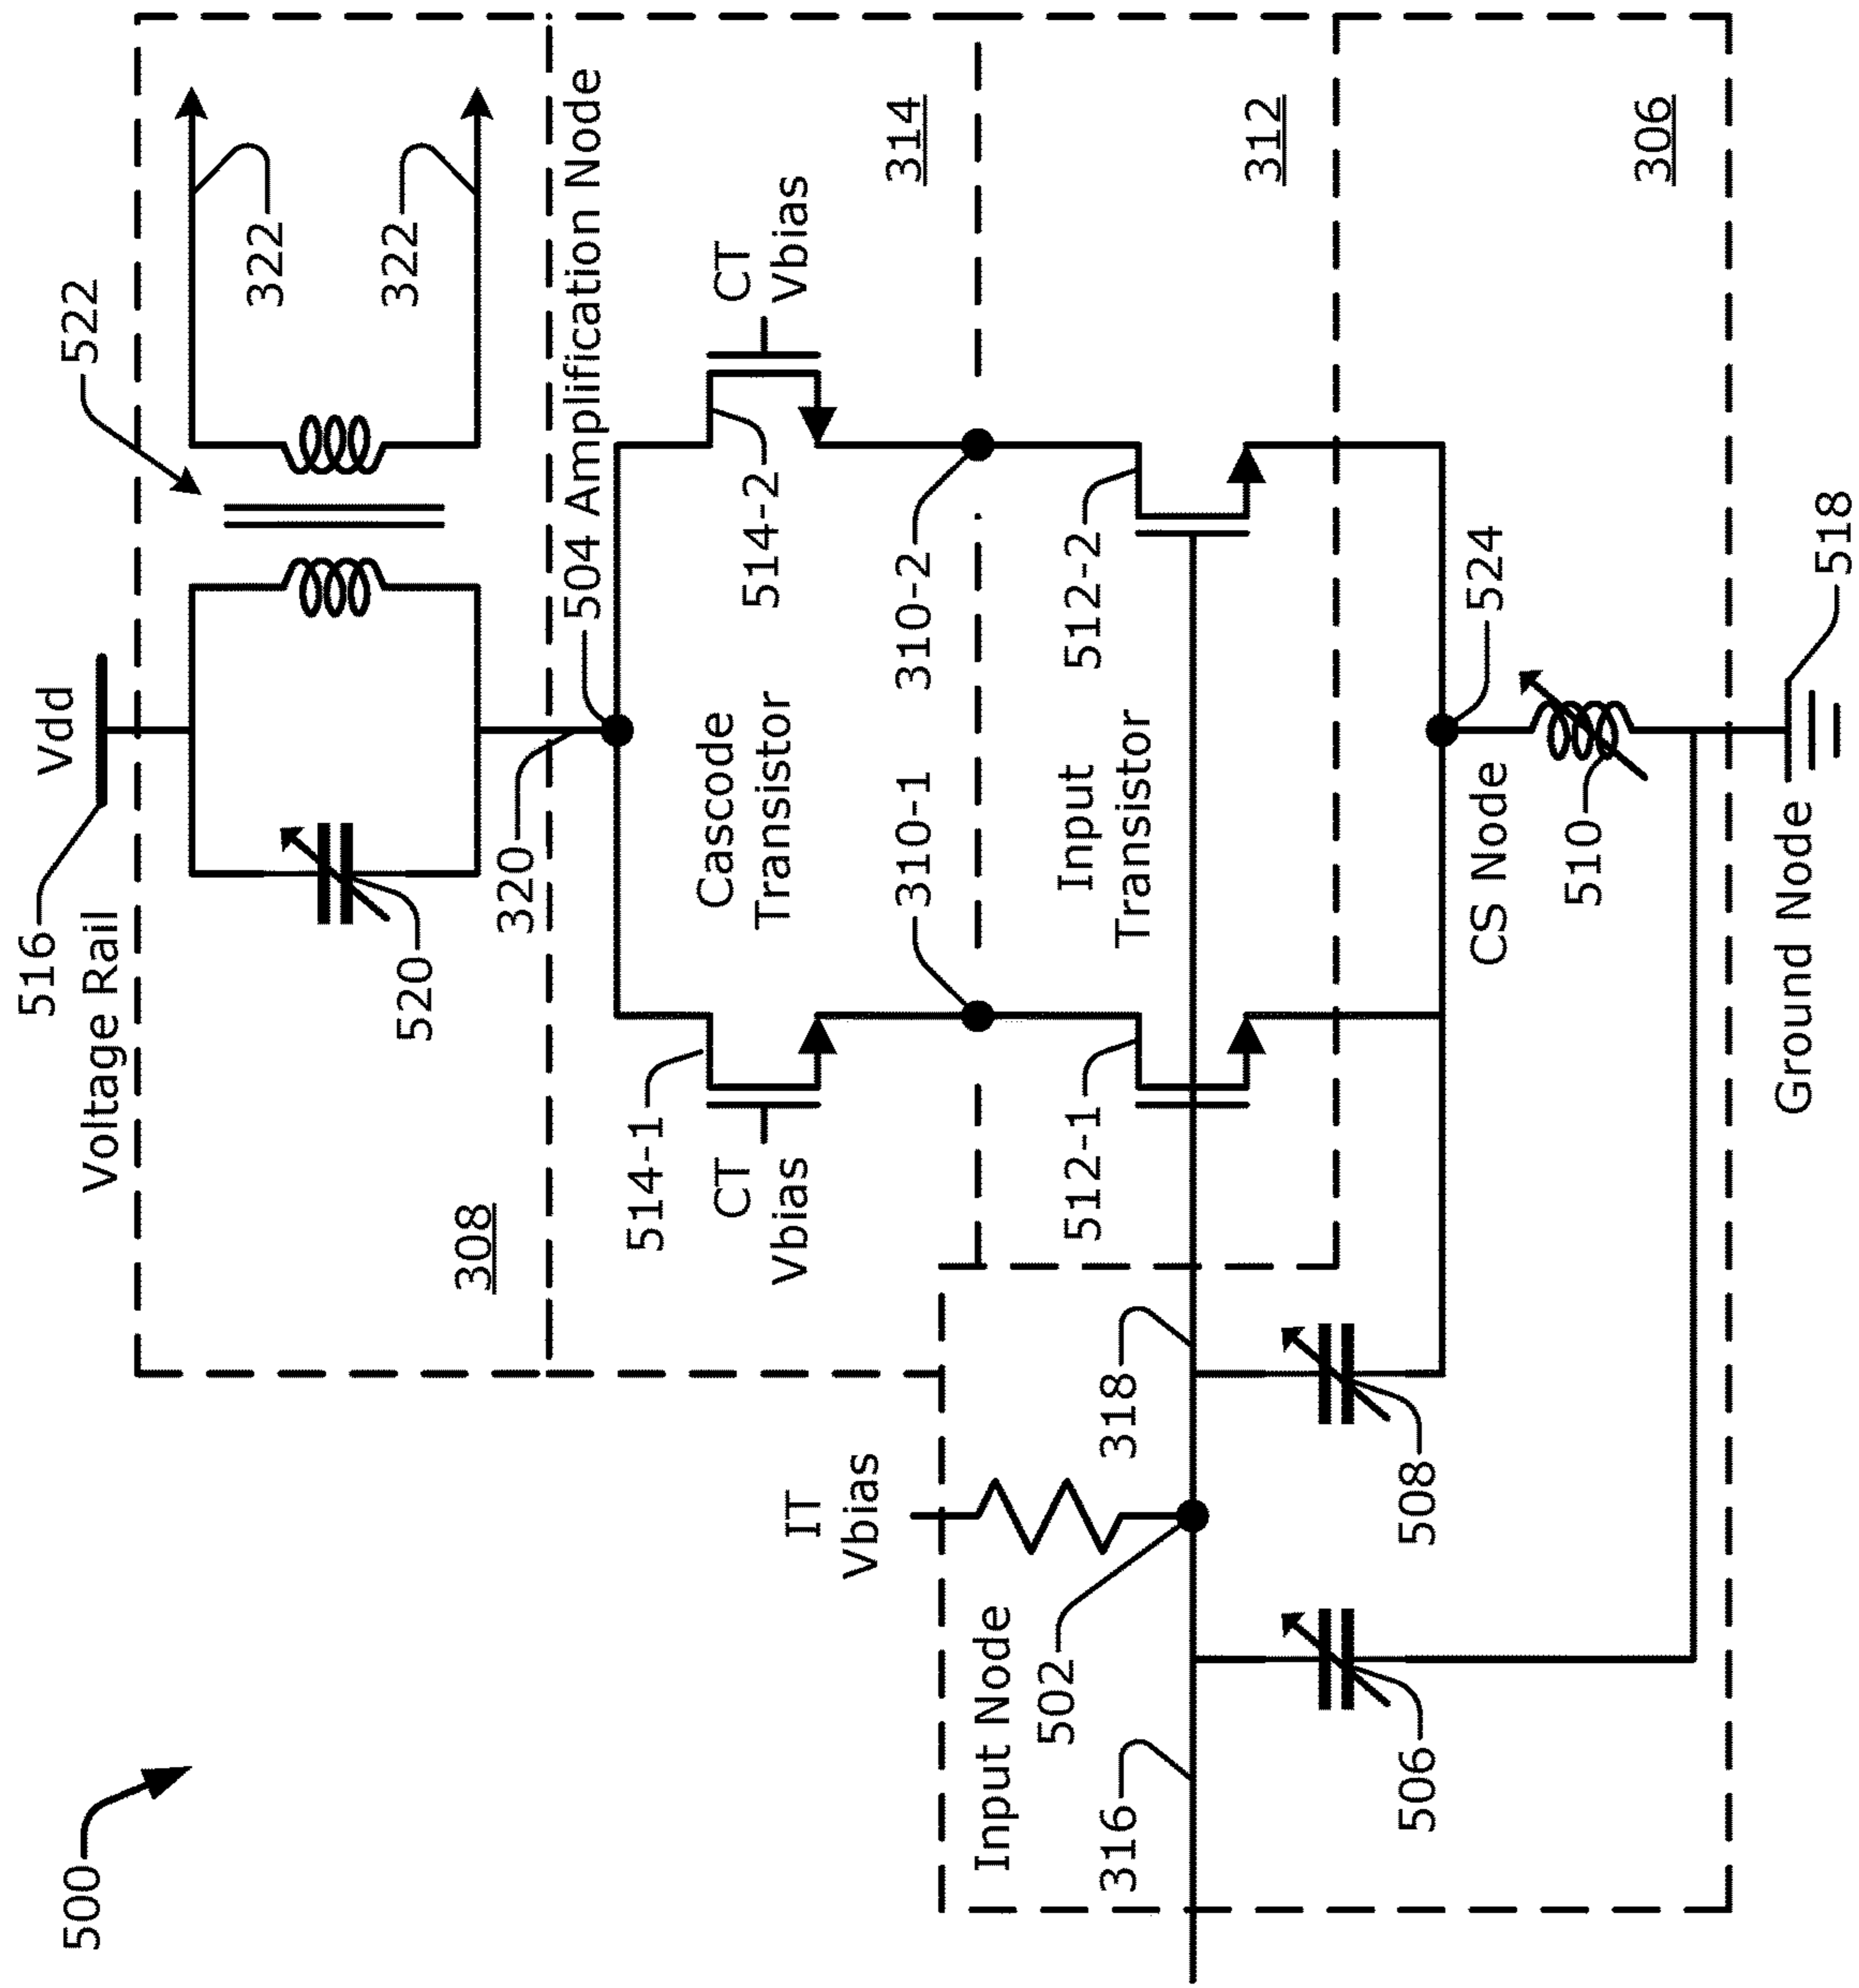 500
516
Vdd
Voltage Rail
522
322
322
308
520
320
504 Amplification Node
514-1
CT
Vbias
Cascode
Transistor
514-2
CT
Vbias
314
310-1
310-2
IT
Vbias
Input Node
502
316
318
512-1
Input
Transistor
512-2
312
506
508
CS Node
524
510
306
Ground Node
518